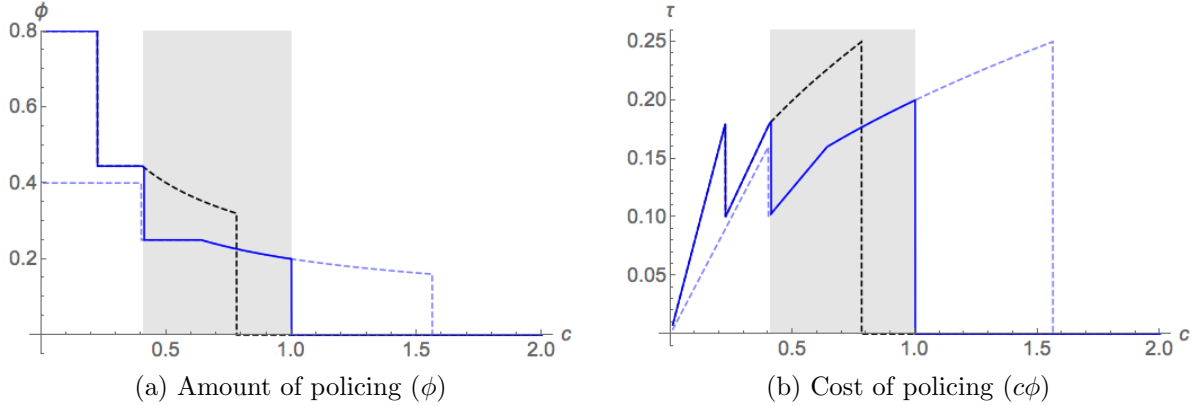 ϕ
0.8
0.6
0.4
0.2
0.5 1.0 1.5 2.0 c
(a) Amount of policing (ϕ)
τ
0.25
0.20
0.15
0.10
0.05
0.5 1.0 1.5 2.0 c
(b) Cost of policing (cϕ)